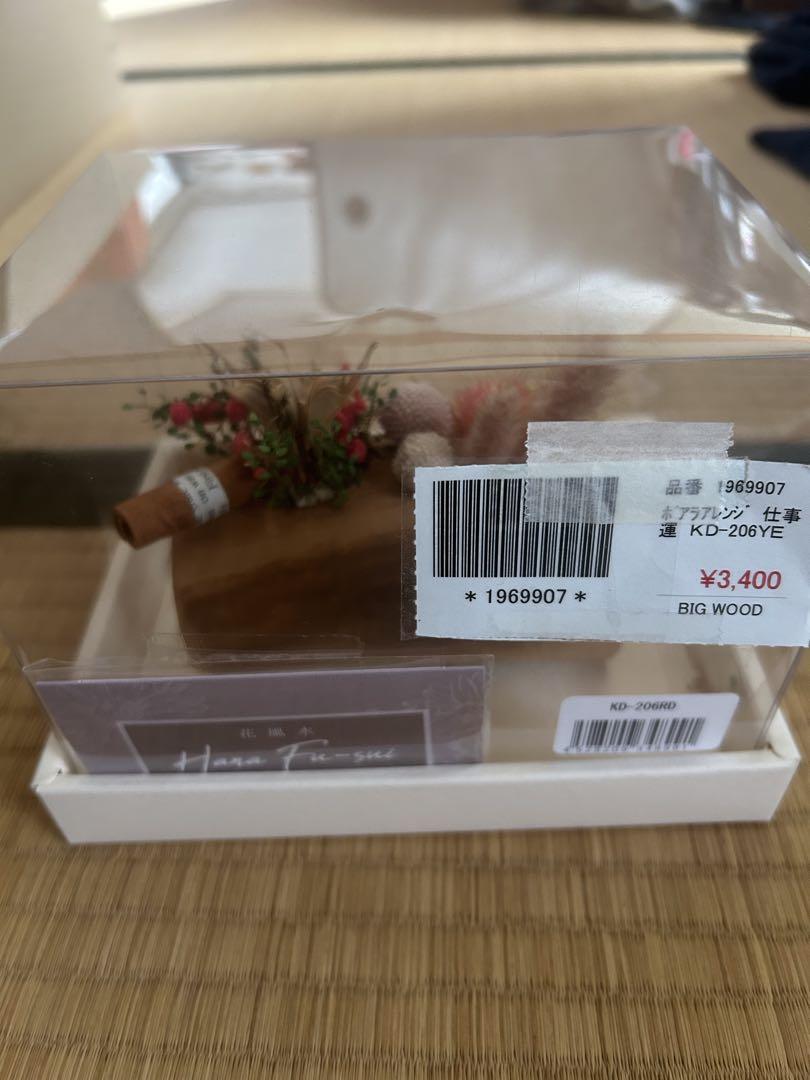 品番 1969907
ﾎﾞｱﾗｱﾚﾝｼﾞ 仕事
運 KD-206YE
¥3,400
BIG WOOD
* 1969907 *
KD-206RD
花風水
Hana Fu-sui